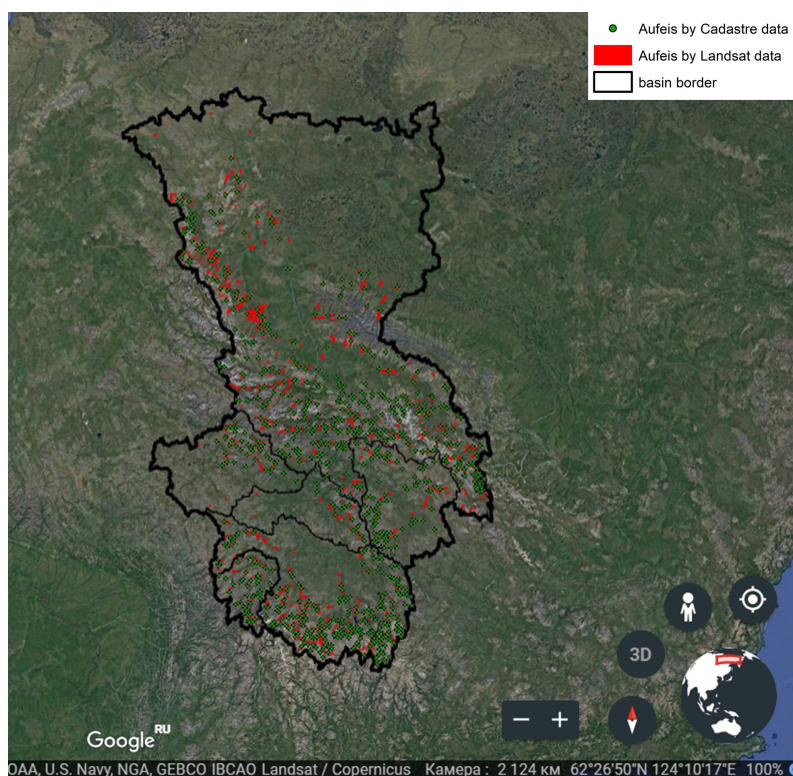 Aufeis by Cadastre data
Aufeis by Landsat data
basin border
3D
Google RU
OAA, U.S. Navy, NGA, GEBCO IBCAO Landsat / Copernicus Камера : 2 124 км 62°26'50"N 124°10'17"E 100%